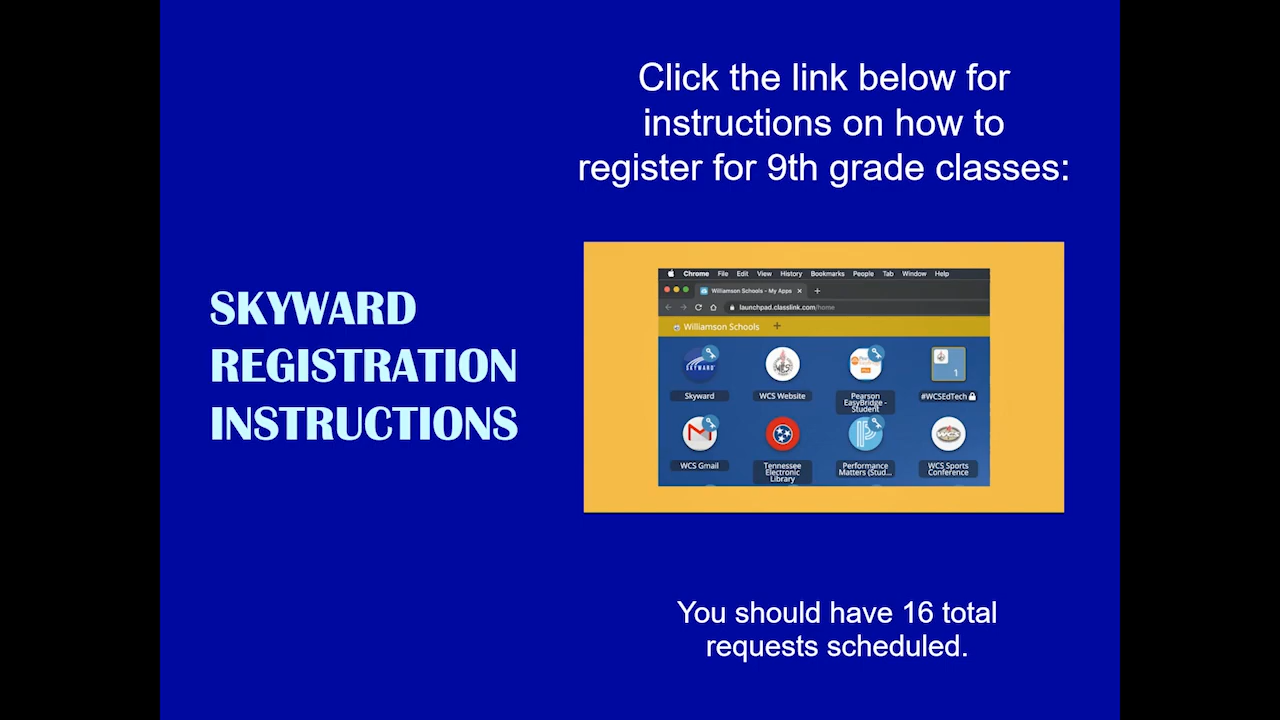 Click the link below for
instructions on how to
register for 9th grade classes:
SKYWARD
REGISTRATION
INSTRUCTIONS
Chrome File Edit View History Bookmarks People Tab Window Help
Williamson Schools - My Apps
launchpad.classlink.com/home
Williamson Schools
SKYWARD
WCS
1
Skyward
WCS Website
Pearson
EasyBridge -
Student
#WCSEdTech
WCS Gmail
Tennessee
Electronic
Library
Performance
Matters (Stud...
WCS Sports
Conference
You should have 16 total
requests scheduled.